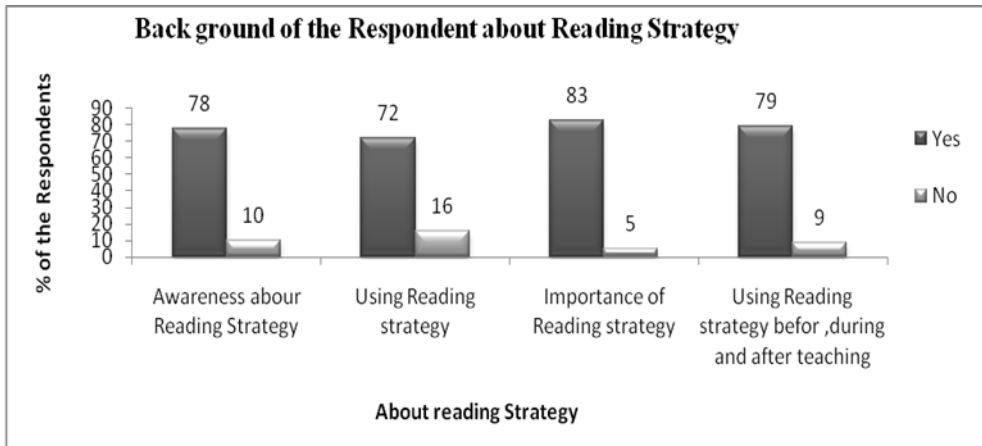 Back ground of the Respondent about Reading Strategy
% of the Respondents
90
80
70
60
50
40
30
20
10
0
78
10
72
16
83
5
79
9
Yes
No
Awareness abour
Reading Strategy
Using Reading
strategy
Importance of
Reading strategy
Using Reading
strategy befor ,during
and after teaching
About reading Strategy